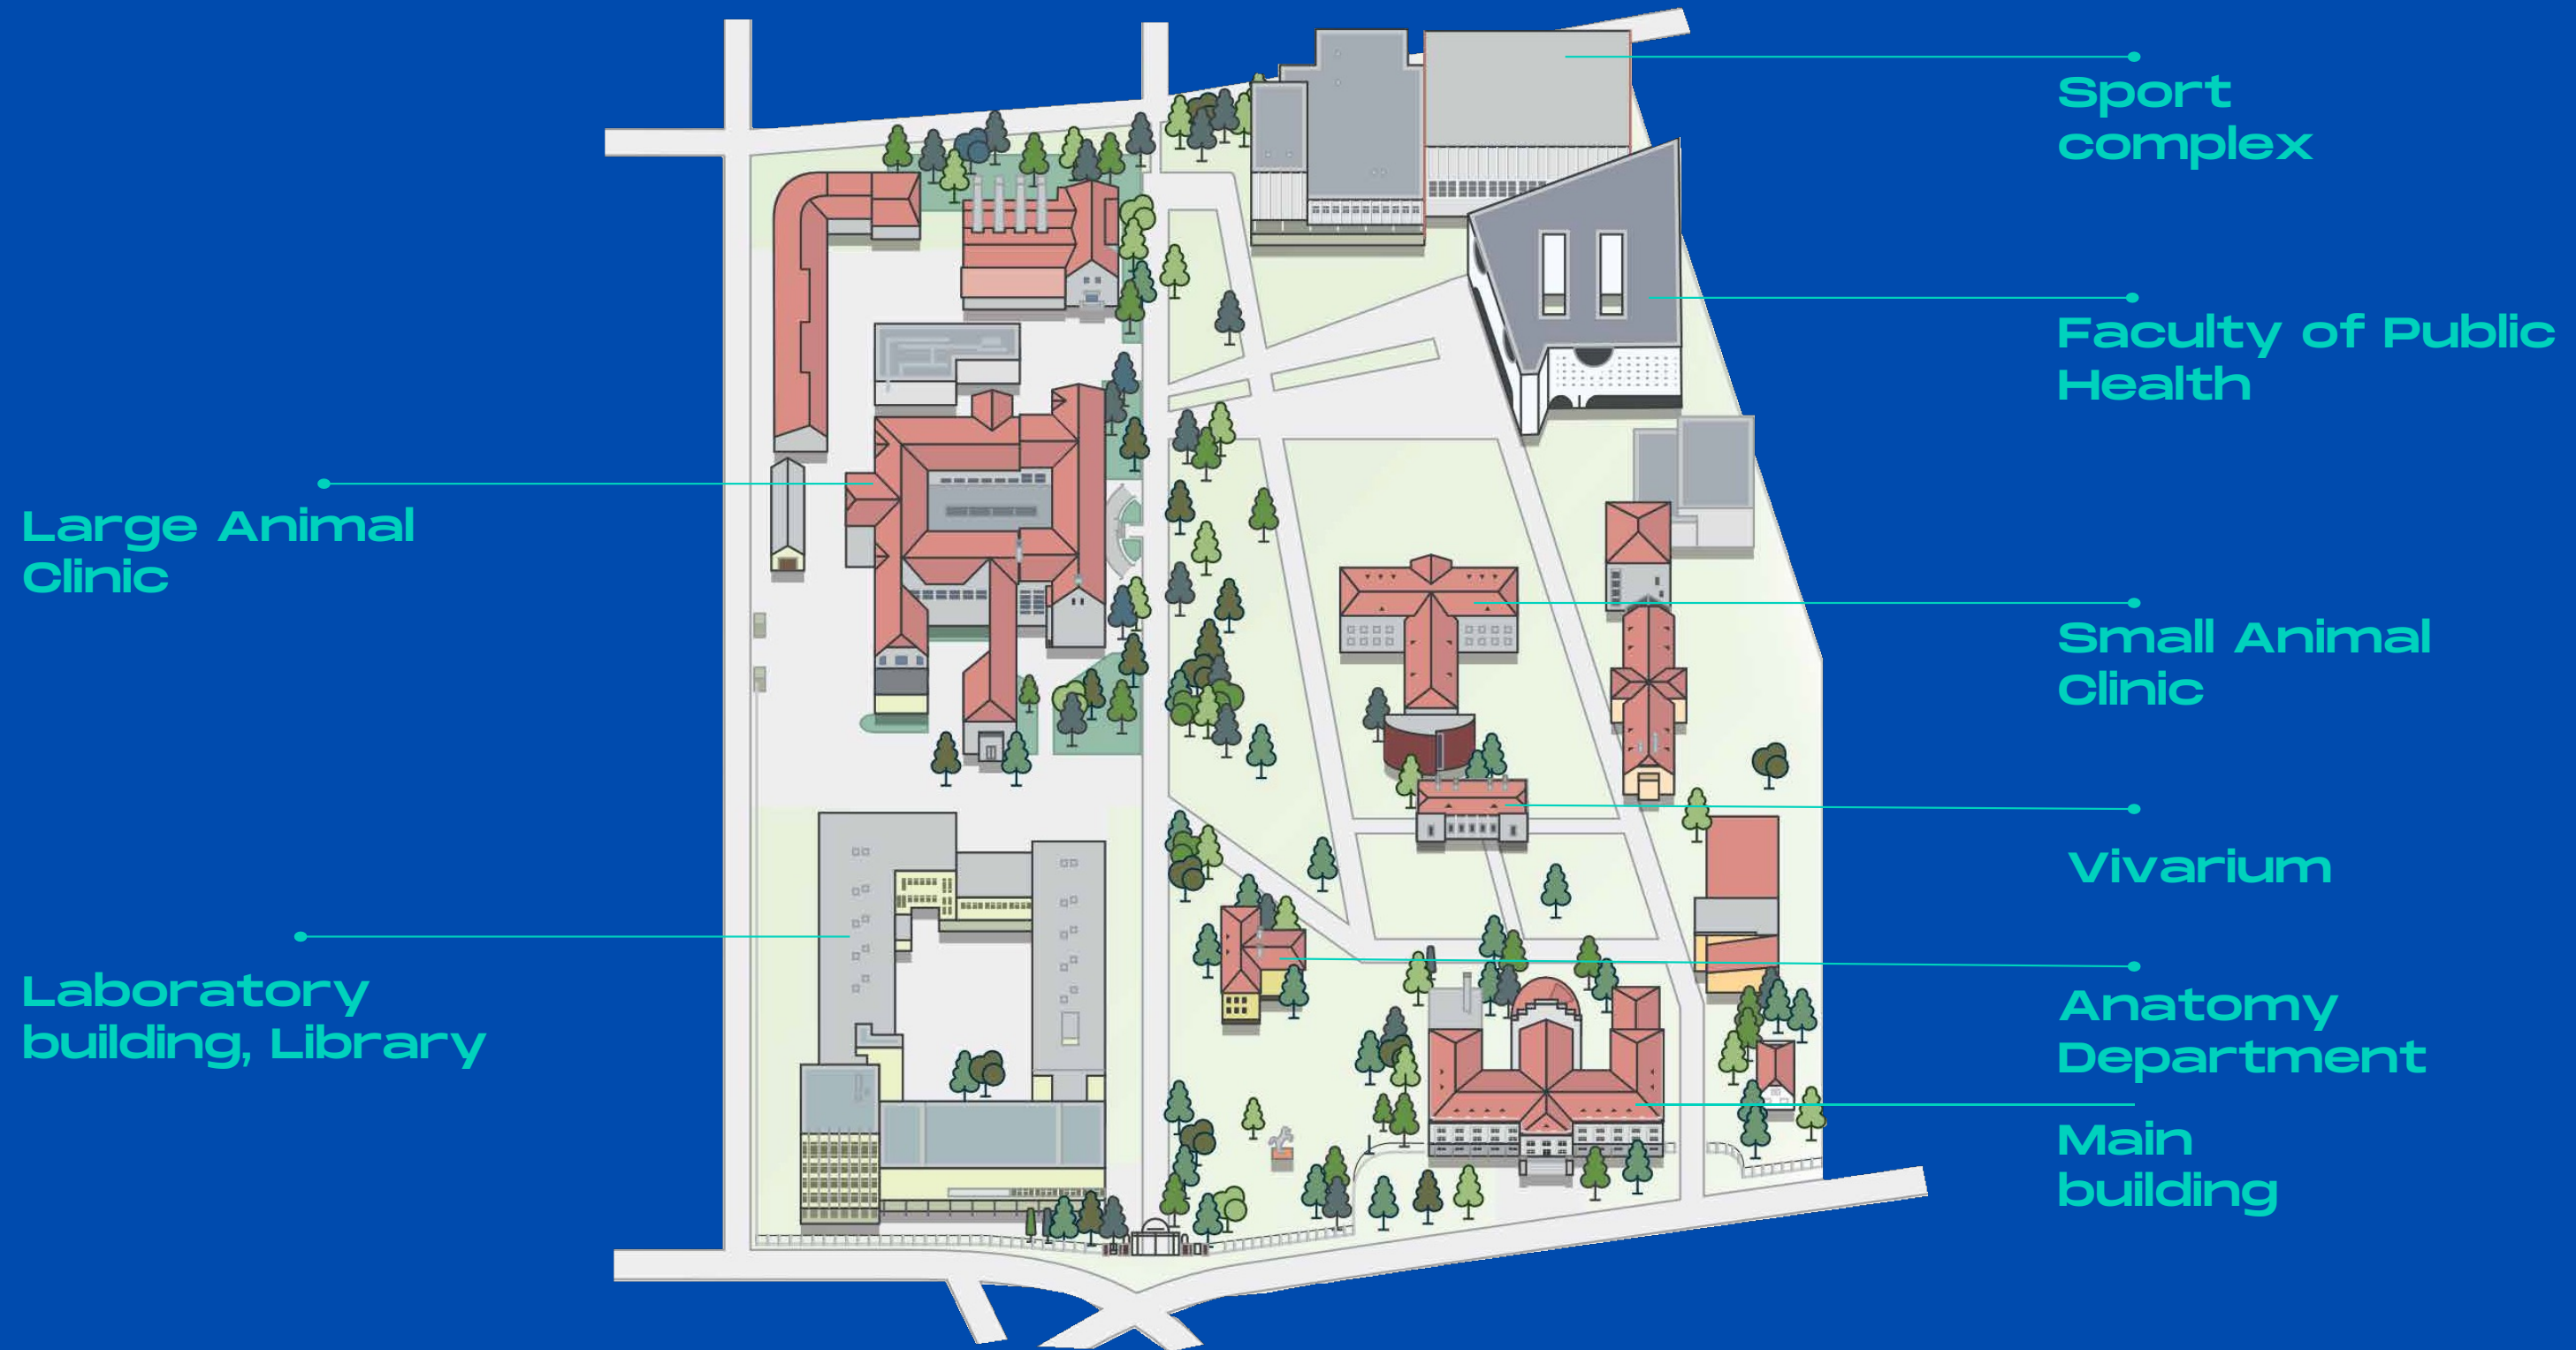 Sport
complex
Faculty of Public
Health
Large Animal
Clinic
Small Animal
Clinic
Vivarium
Laboratory
building, Library
Anatomy
Department
Main
building